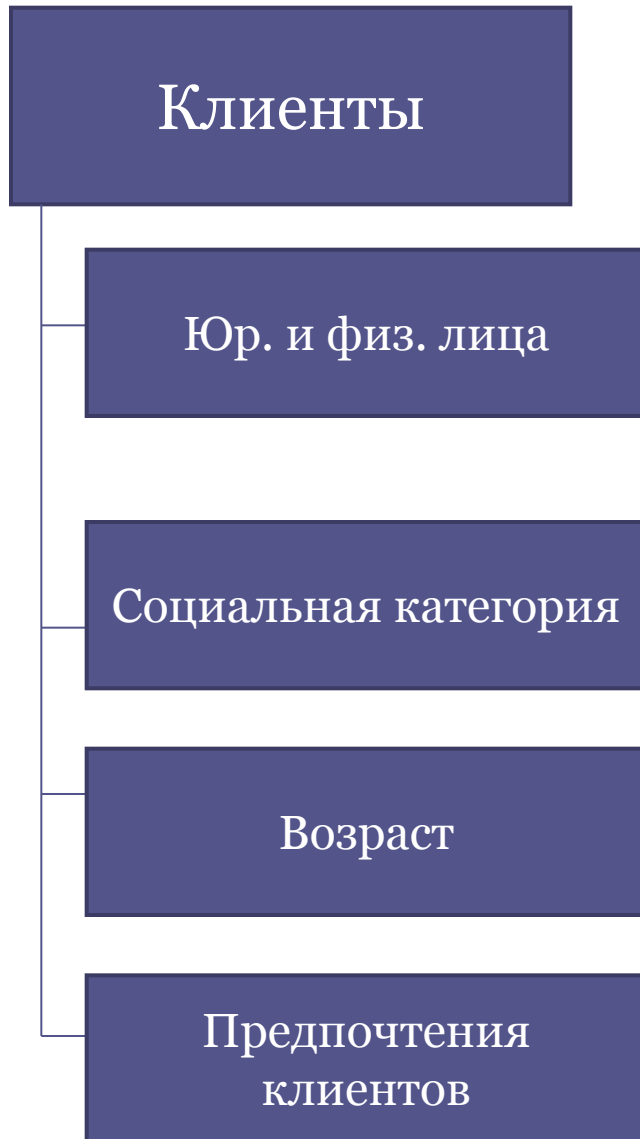 Клиенты
Юр. и физ. лица
Социальная категория
Возраст
Предпочтения
клиентов